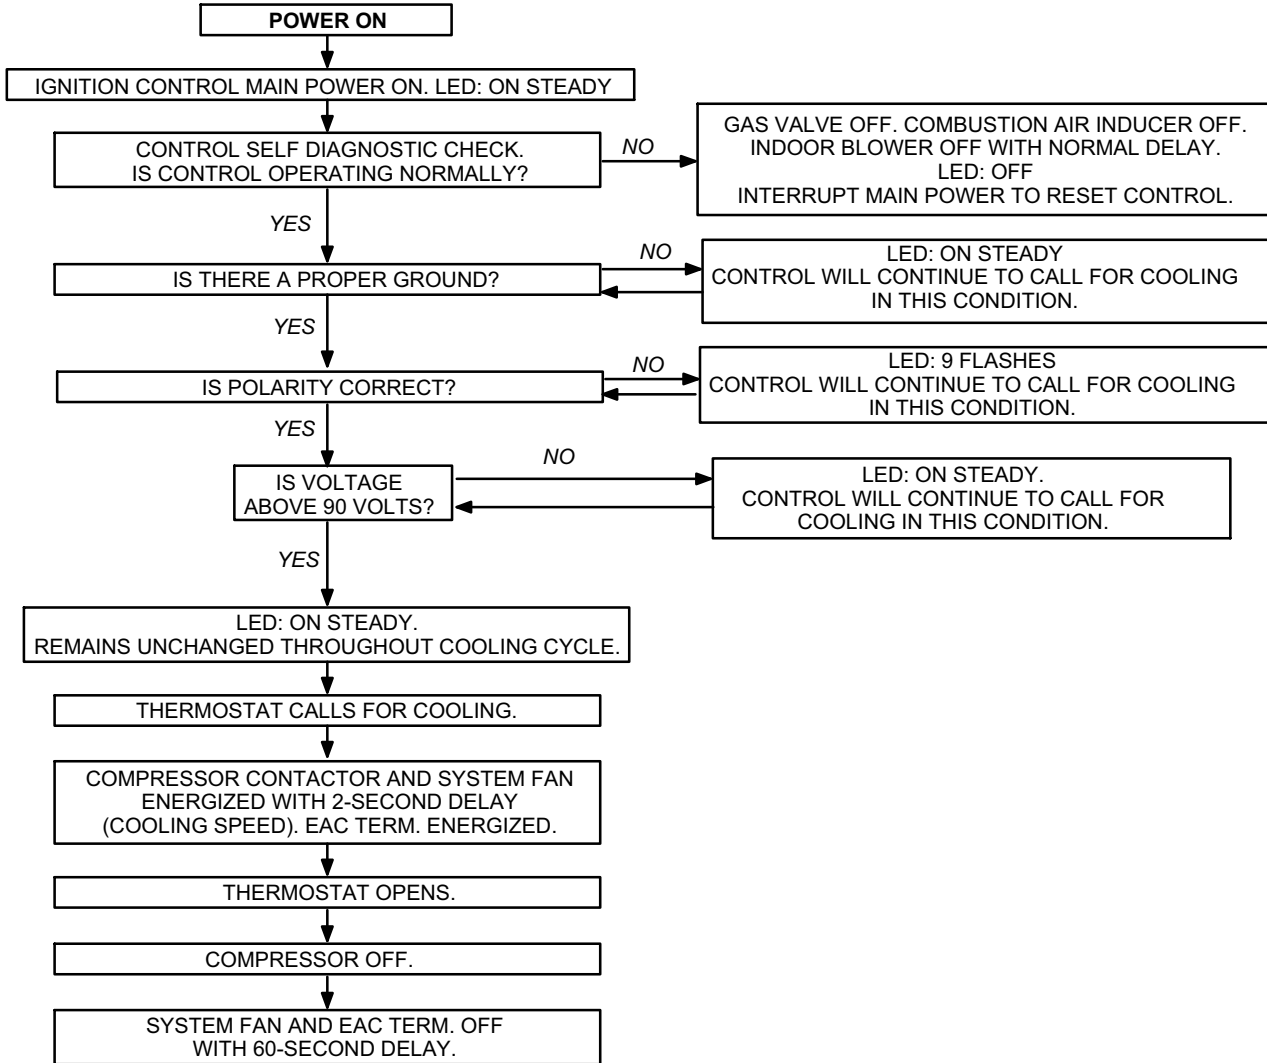 POWER ON
IGNITION CONTROL MAIN POWER ON. LED: ON STEADY
CONTROL SELF DIAGNOSTIC CHECK.
IS CONTROL OPERATING NORMALLY?
NO
GAS VALVE OFF. COMBUSTION AIR INDUCER OFF.
INDOOR BLOWER OFF WITH NORMAL DELAY.
LED: OFF
INTERRUPT MAIN POWER TO RESET CONTROL.
YES
IS THERE A PROPER GROUND?
NO
LED: ON STEADY
CONTROL WILL CONTINUE TO CALL FOR COOLING
IN THIS CONDITION.
YES
IS POLARITY CORRECT?
NO
LED: 9 FLASHES
CONTROL WILL CONTINUE TO CALL FOR COOLING
IN THIS CONDITION.
YES
IS VOLTAGE
ABOVE 90 VOLTS?
NO
LED: ON STEADY.
CONTROL WILL CONTINUE TO CALL FOR
COOLING IN THIS CONDITION.
YES
LED: ON STEADY.
REMAINS UNCHANGED THROUGHOUT COOLING CYCLE.
THERMOSTAT CALLS FOR COOLING.
COMPRESSOR CONTACTOR AND SYSTEM FAN
ENERGIZED WITH 2-SECOND DELAY
(COOLING SPEED). EAC TERM. ENERGIZED.
THERMOSTAT OPENS.
COMPRESSOR OFF.
SYSTEM FAN AND EAC TERM. OFF
WITH 60-SECOND DELAY.